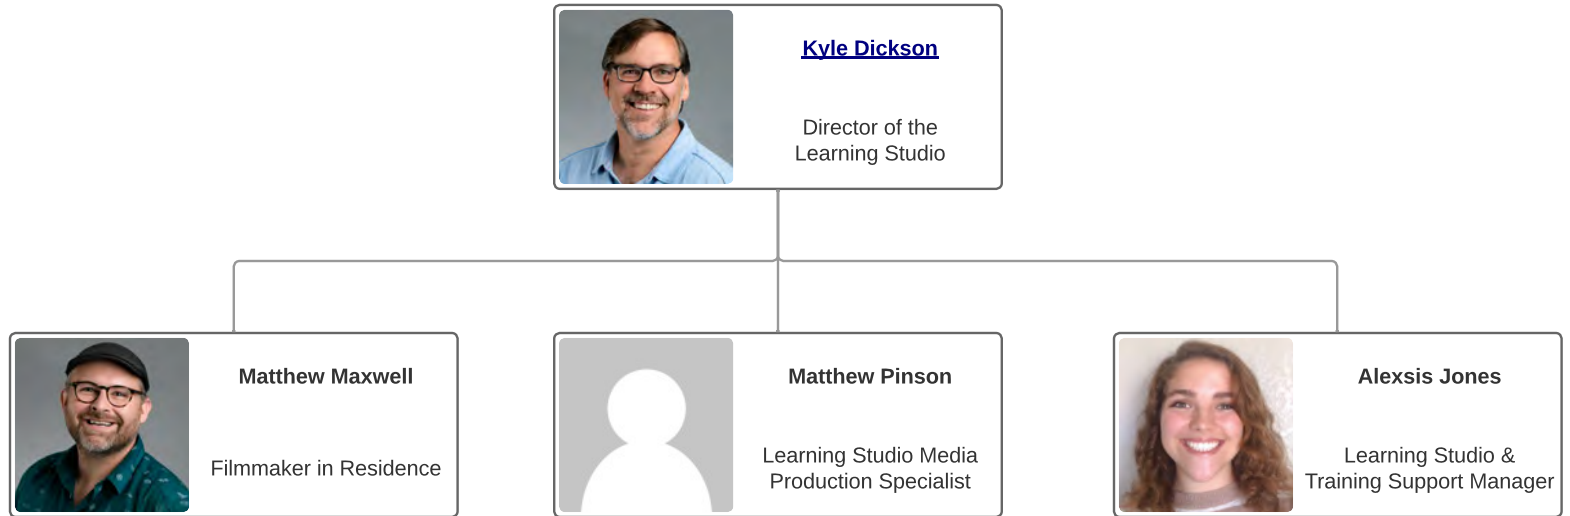 Kyle Dickson
Director of the
Learning Studio
Matthew Maxwell
Filmmaker in Residence
Matthew Pinson
Learning Studio Media
Production Specialist
Alexsis Jones
Learning Studio &
Training Support Manager